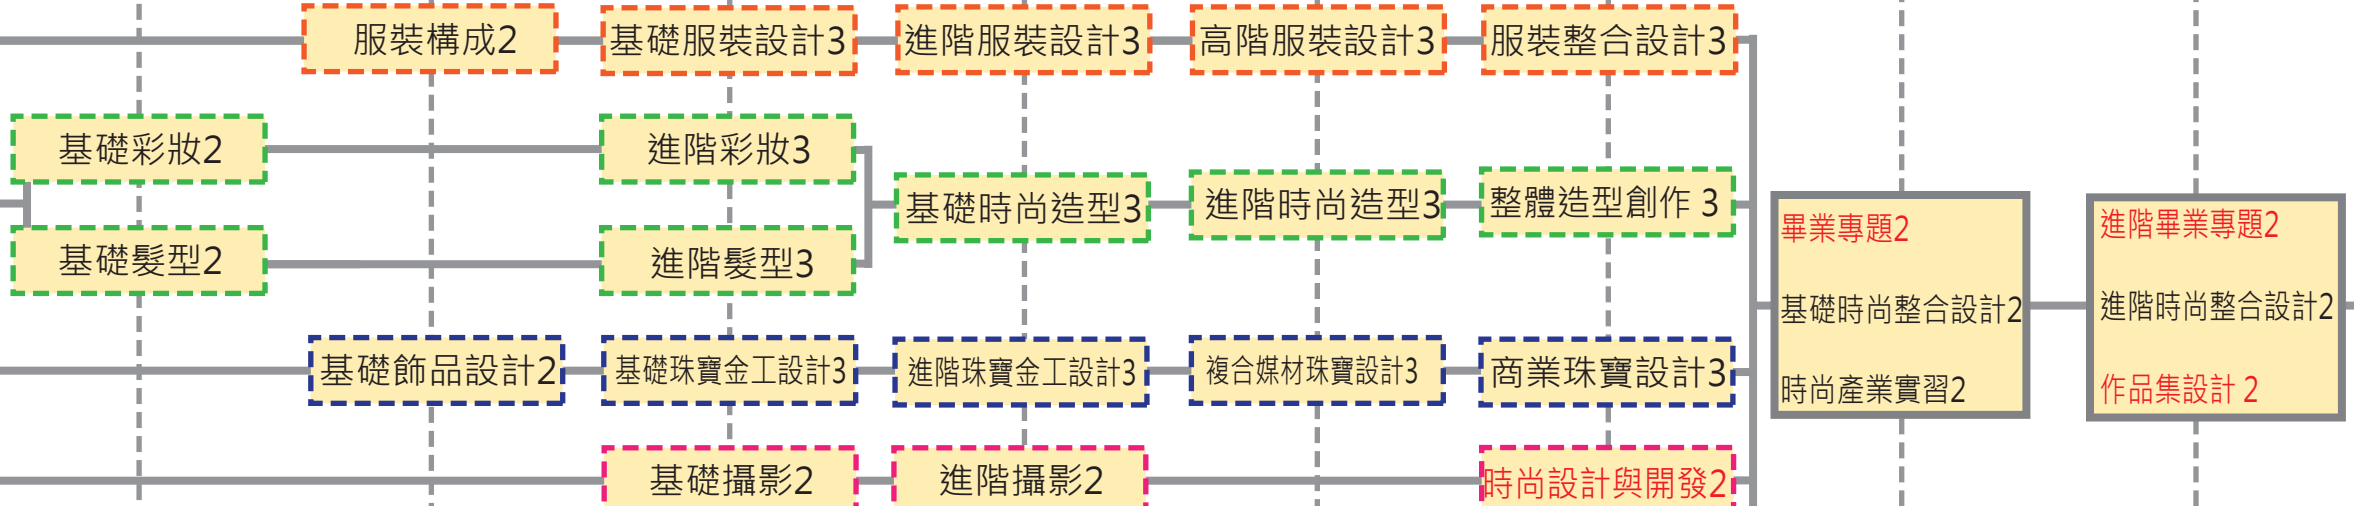 服裝構成2
基礎服裝設計3
進階服裝設計3
高階服裝設計3
服裝整合設計3
基礎彩妝2
進階彩妝3
基礎時尚造型3
進階時尚造型3
整體造型創作 3
基礎髮型2
進階髮型3
基礎飾品設計2
基礎珠寶金工設計3
進階珠寶金工設計3
複合媒材珠寶設計3
商業珠寶設計3
基礎攝影2
進階攝影2
時尚設計與開發2
畢業專題2
基礎時尚整合設計2
時尚產業實習2
進階畢業專題2
進階時尚整合設計2
作品集設計 2